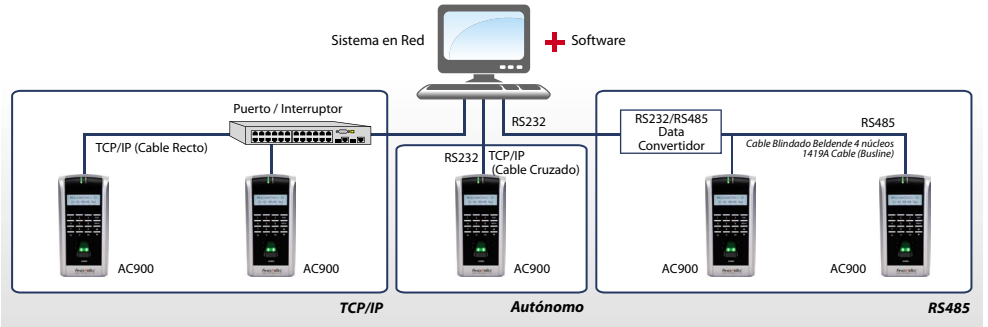 Sistema en Red
Software
Puerto / Interruptor
TCP/IP (Cable Recto)
AC900
AC900
TCP/IP
RS232
TCP/IP
(Cable Cruzado)
AC900
Autónomo
RS232
RS232/RS485
Data
Convertidor
RS485
Cable Blindado Beldende 4 núcleos
1419A Cable (Busline)
AC900
AC900
RS485